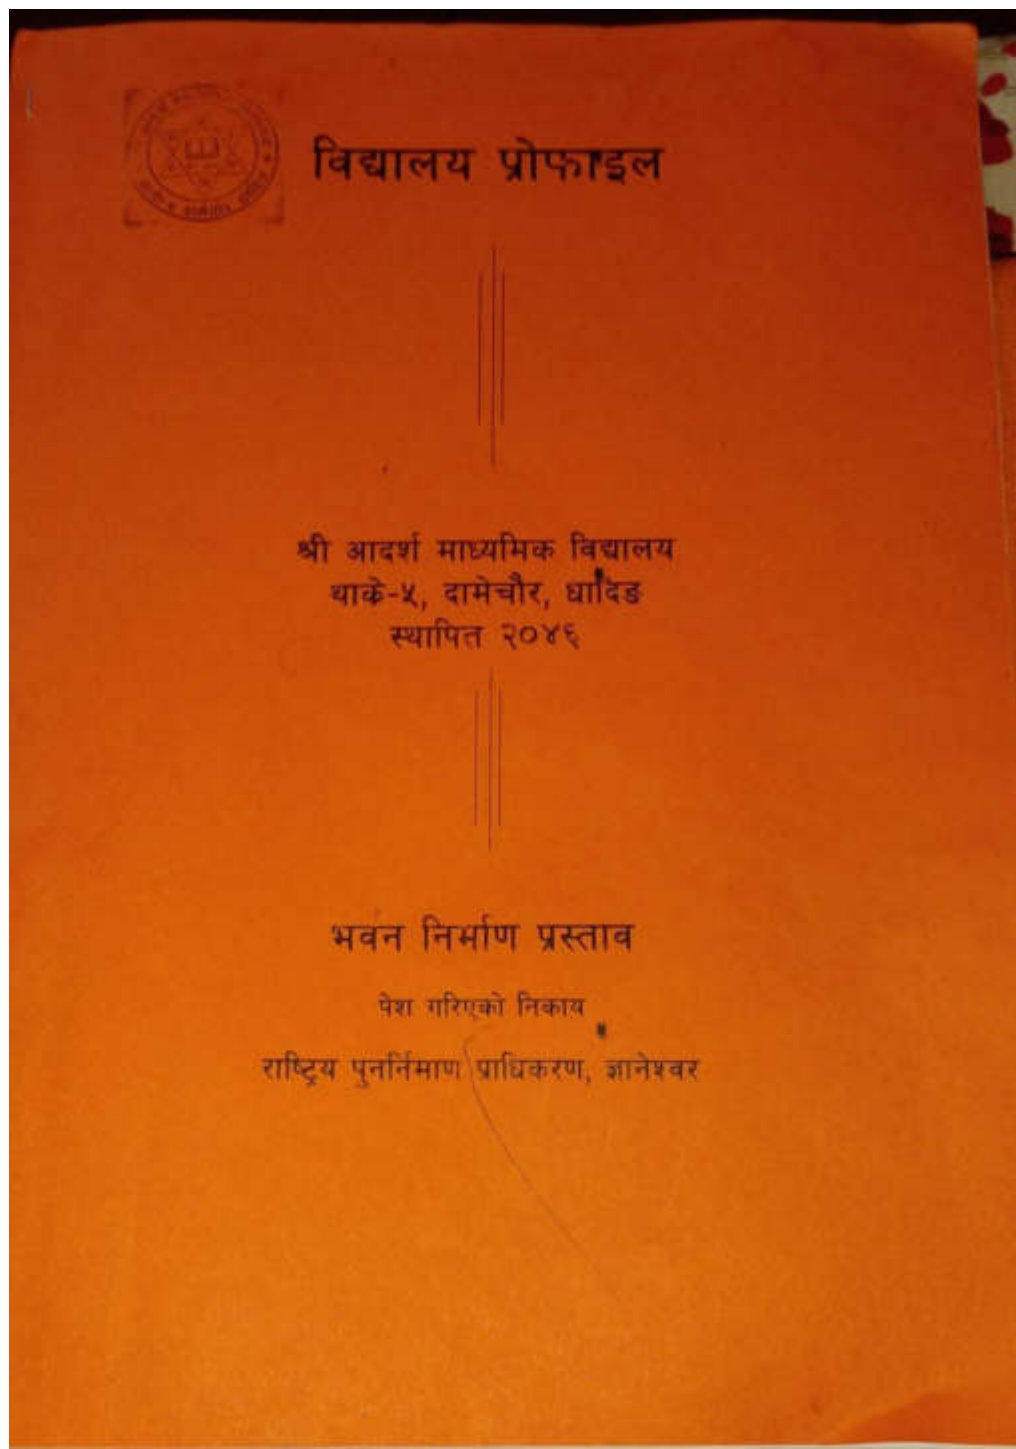 विद्यालय प्रोफाइल
श्री आदर्श माध्यमिक विद्यालय
थाक्रे-५, दामेचौर, धादिङ
स्थापित २०४६
भवन निर्माण प्रस्ताव
पेश गरिएको निकाय
राष्ट्रिय पुनर्निमाण प्राधिकरण, ज्ञानेश्वर